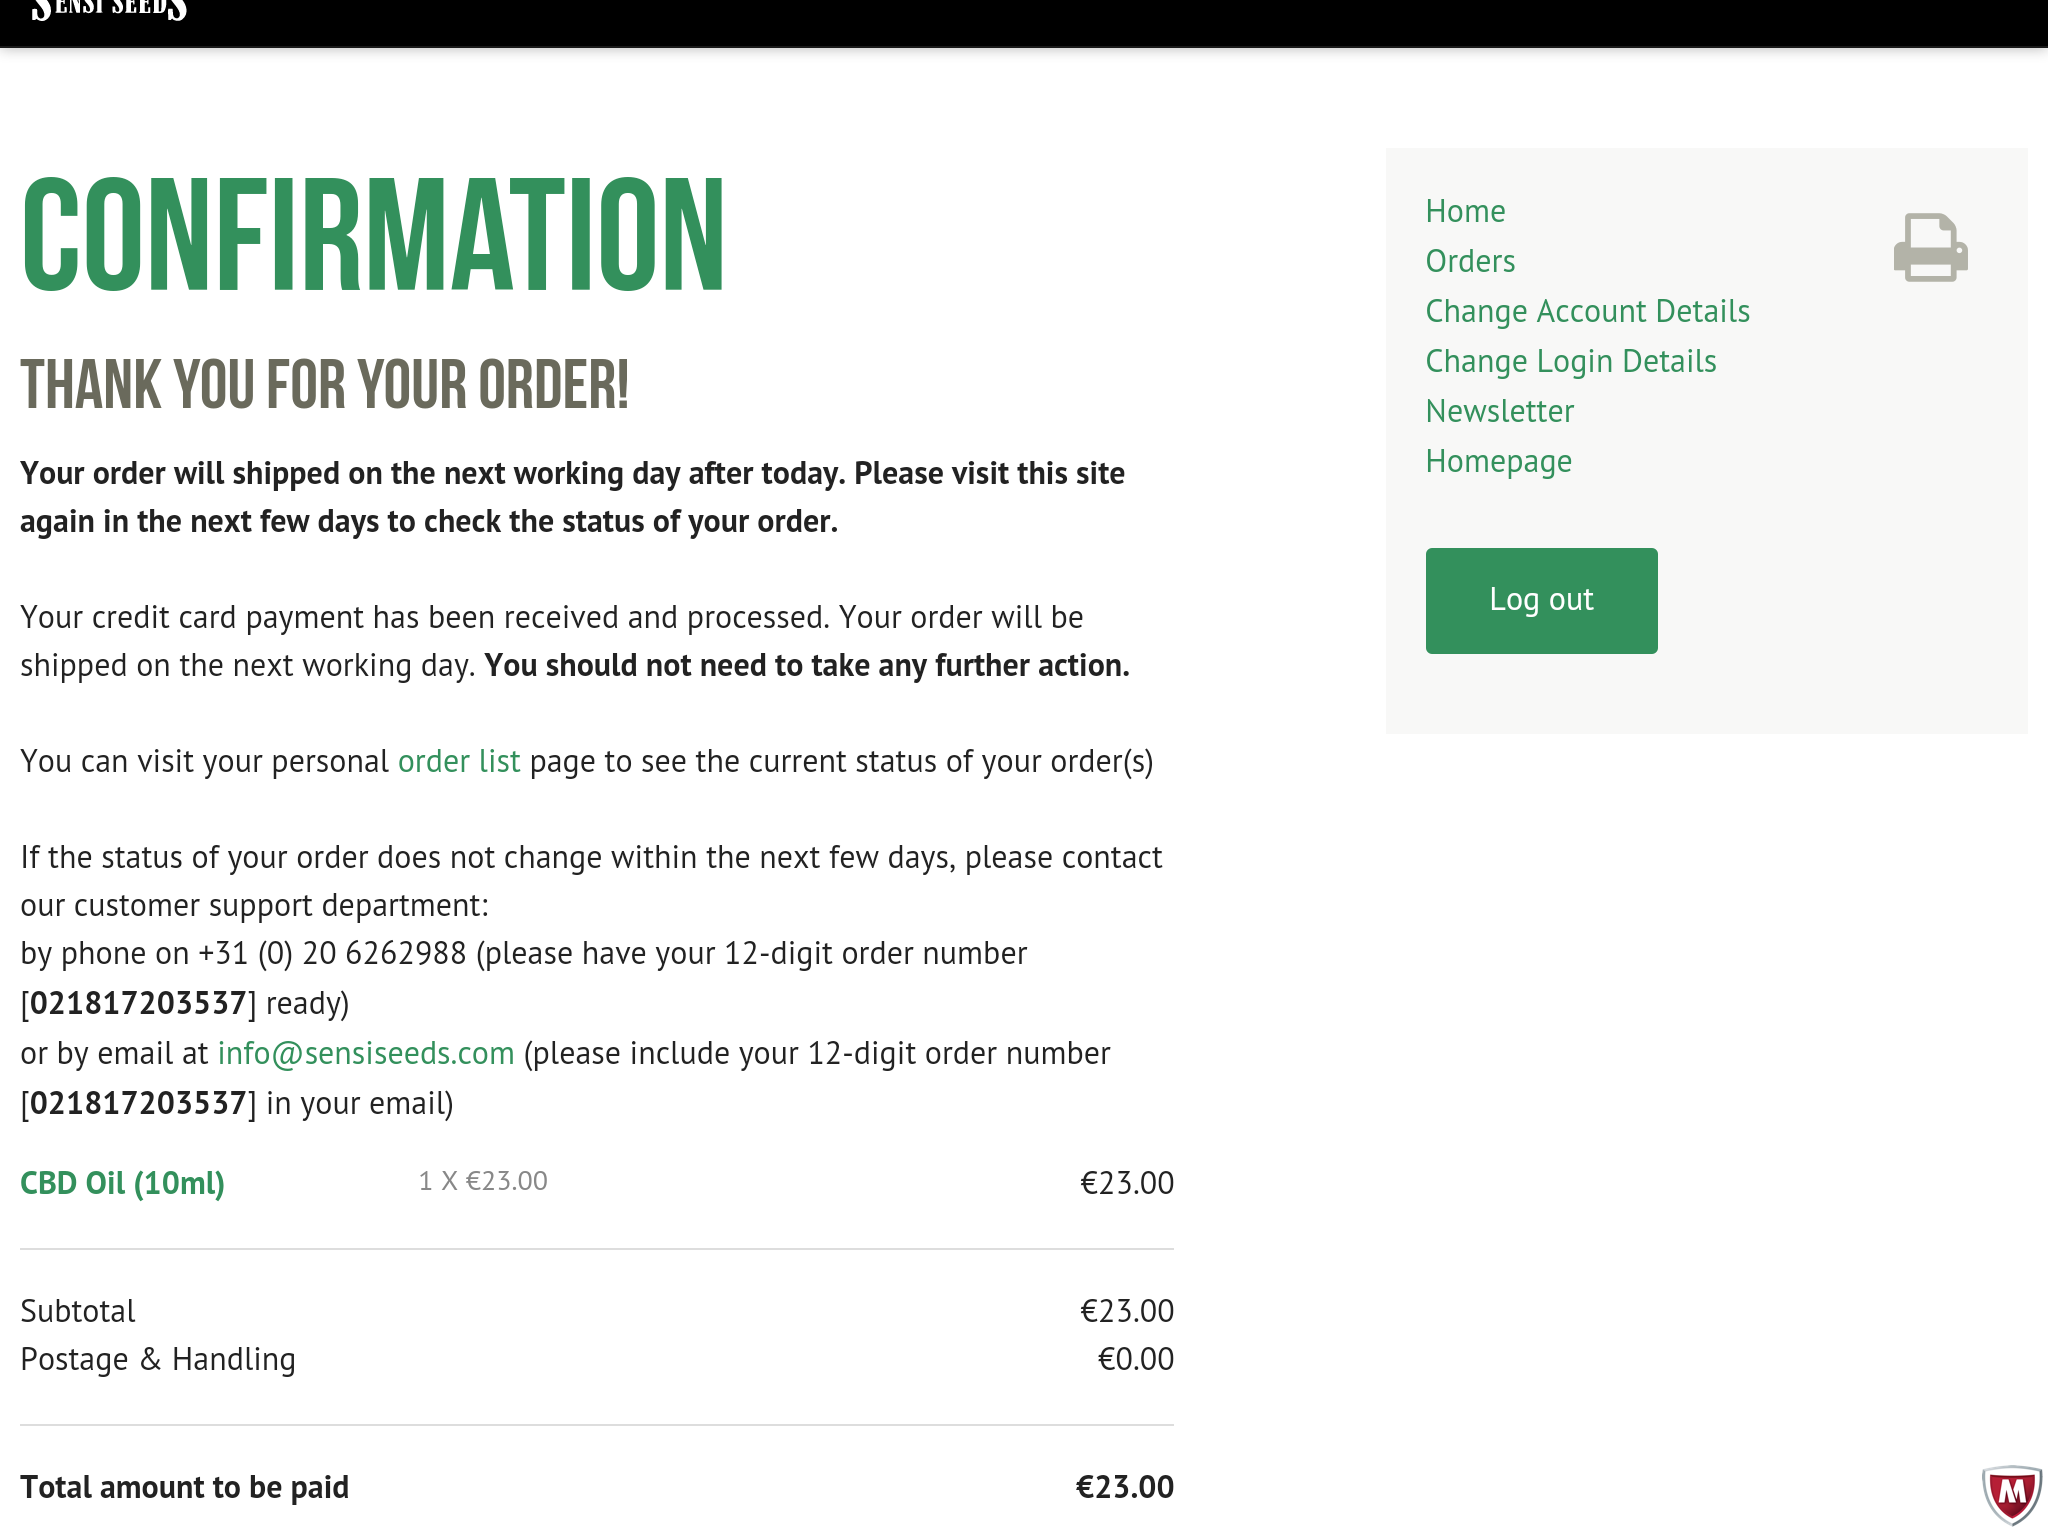 SENSI SEEDS
CONFIRMATION
THANK YOU FOR YOUR ORDER!
Your order will shipped on the next working day after today. Please visit this site
again in the next few days to check the status of your order.
Your credit card payment has been received and processed. Your order will be
shipped on the next working day. You should not need to take any further action.
You can visit your personal order list page to see the current status of your order(s)
If the status of your order does not change within the next few days, please contact
our customer support department:
by phone on +31 (0) 20 6262988 (please have your 12-digit order number
[021817203537] ready)
or by email at info@sensiseeds.com (please include your 12-digit order number
[021817203537] in your email)
CBD Oil (10ml) 1 X €23.00 €23.00
Subtotal €23.00
Postage & Handling €0.00
Total amount to be paid €23.00
Home
Orders
Change Account Details
Change Login Details
Newsletter
Homepage
Log out
M